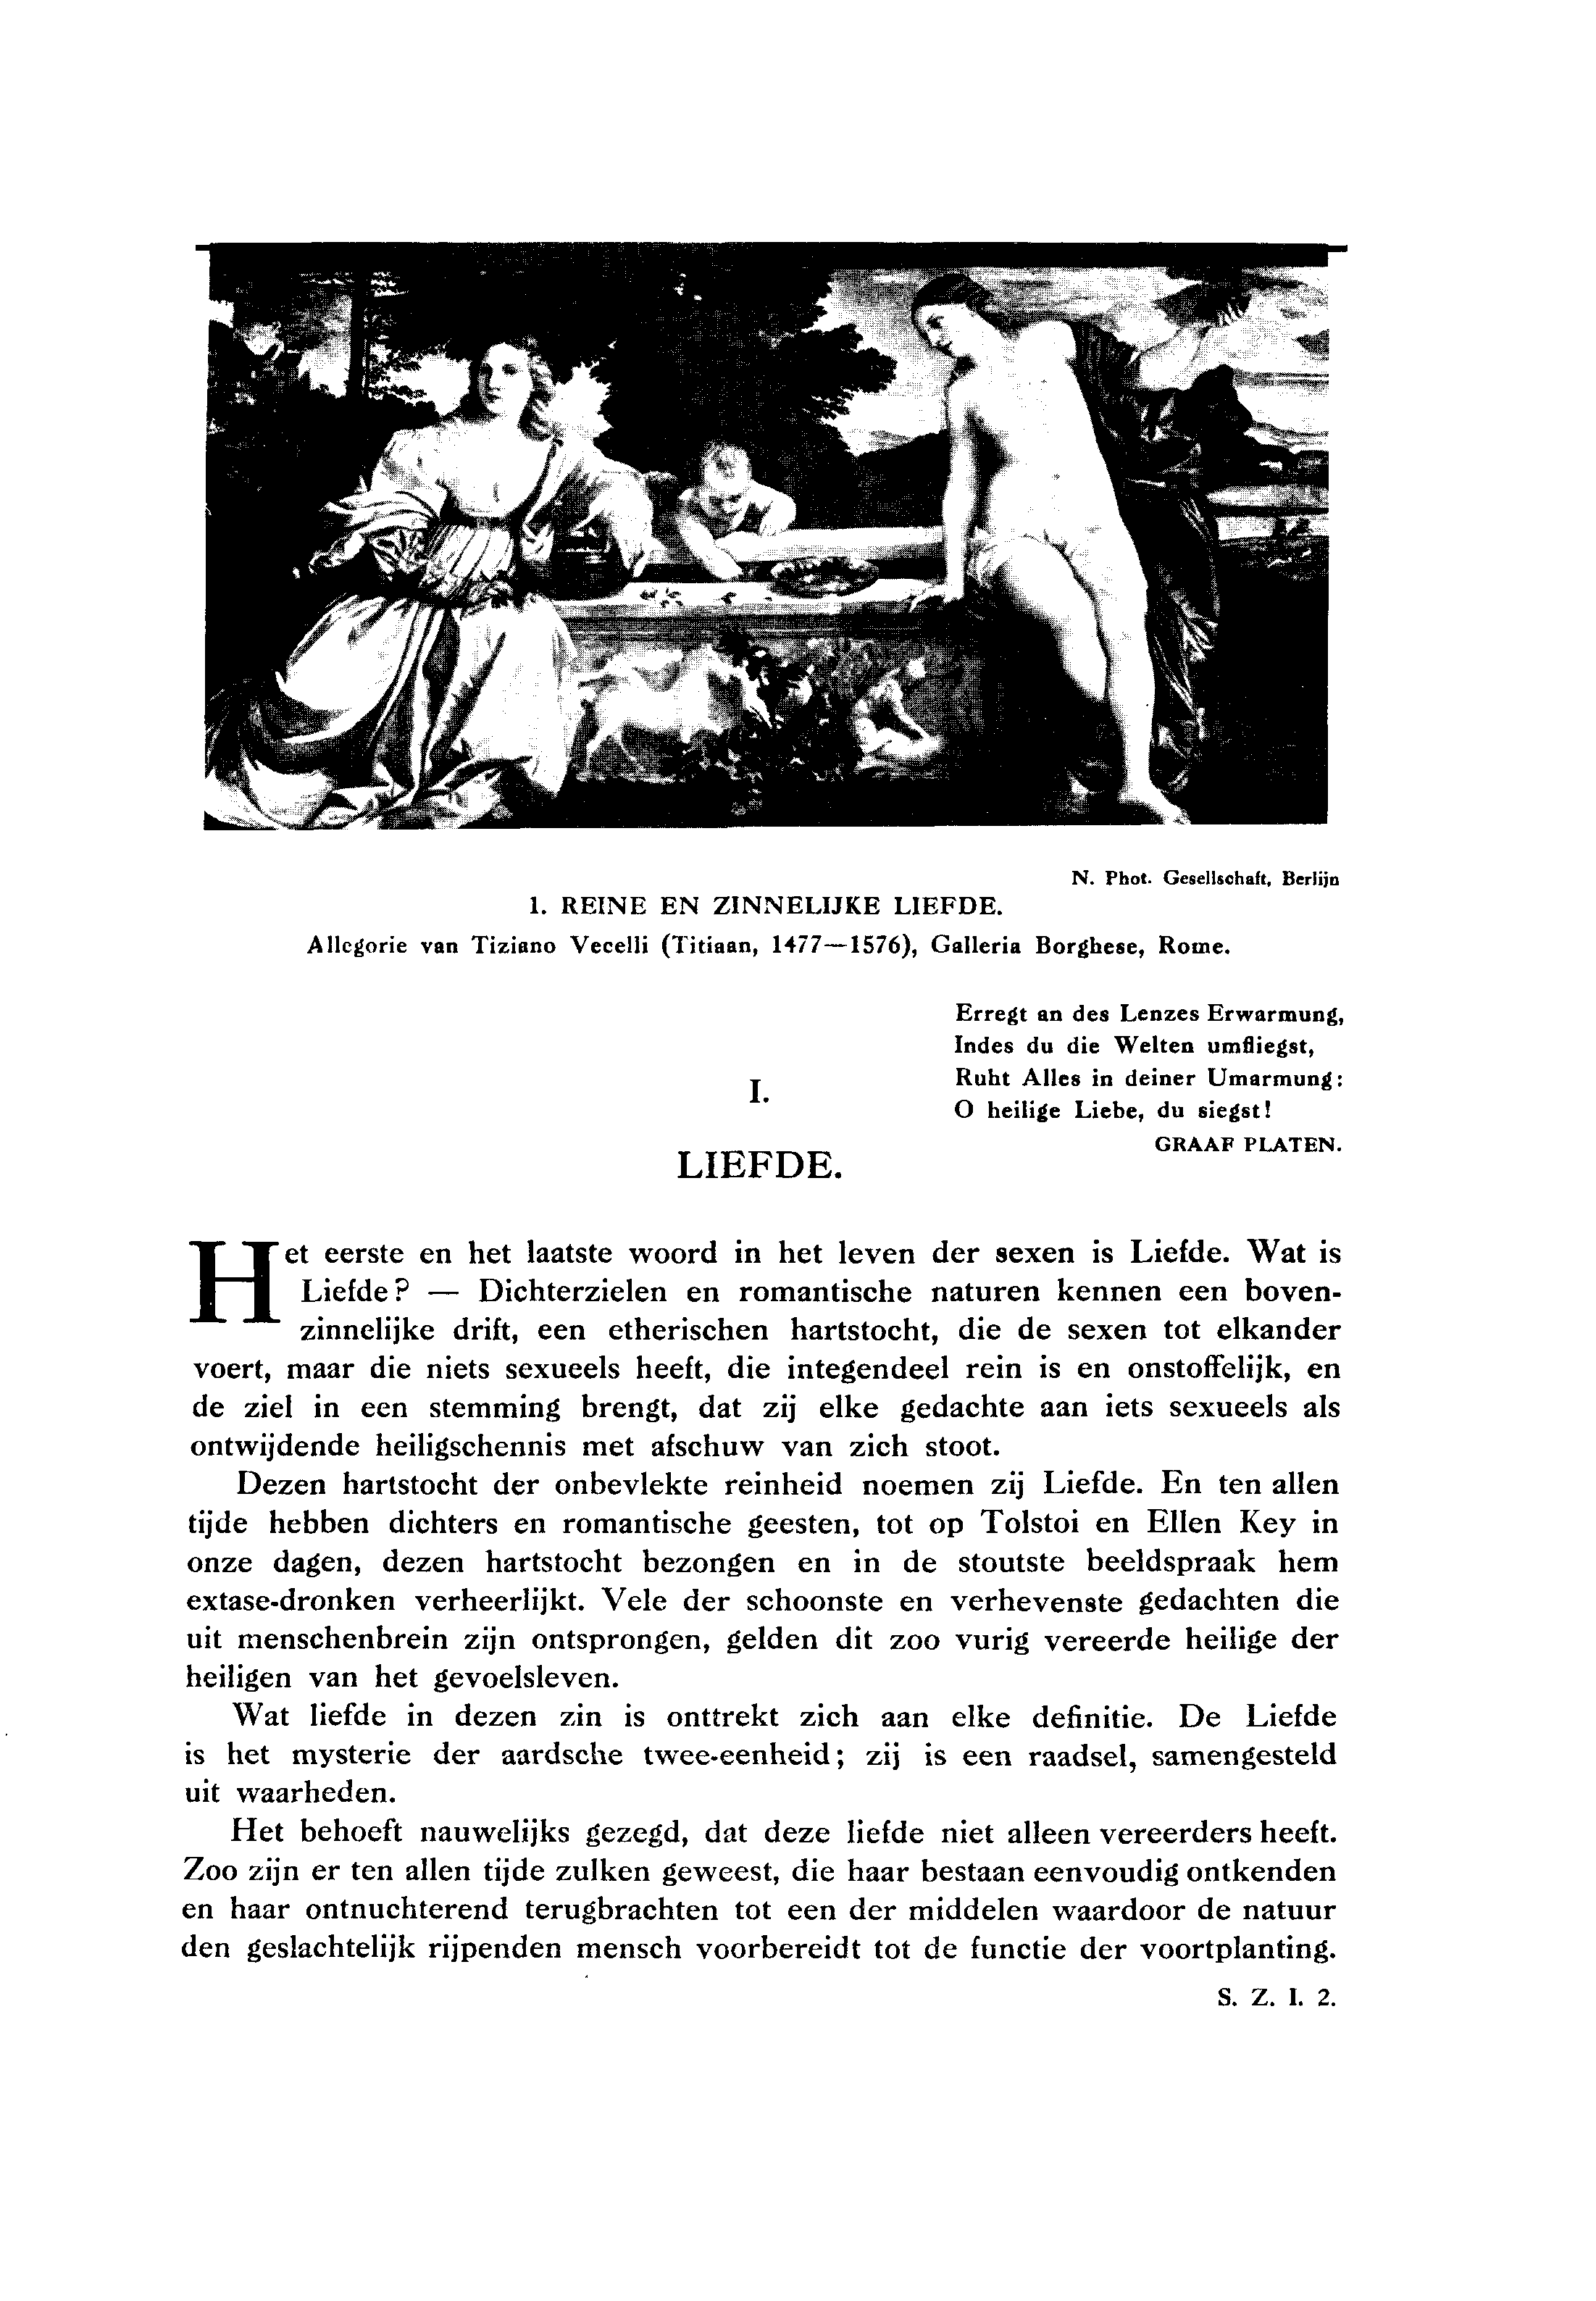 N. Phot. Gesellschaft, Berlijn
1. REINE EN ZINNELIJKE LIEFDE.
Allegorie van Tiziano Vecelli (Titiaan, 1477—1576), Galleria Borghese, Rome.
Erregt an des Lenzes Erwarmung,
Indes du die Welten umfliegst,
Ruht Alles in deiner Umarmung:
O heilige Liebe, du siegst!
GRAAF PLATEN.
I.
LIEFDE.
Het eerste en het laatste woord in het leven der sexen is Liefde. Wat is
Liefde? — Dichterzielen en romantische naturen kennen een boven-
zinnelijke drift, een etherischen hartstocht, die de sexen tot elkander
voert, maar die niets sexueels heeft, die integendeel rein is en onstoffelijk, en
de ziel in een stemming brengt, dat zij elke gedachte aan iets sexueels als
ontwijdende heiligschennis met afschuw van zich stoot.
Dezen hartstocht der onbevlekte reinheid noemen zij Liefde. En ten allen
tijde hebben dichters en romantische geesten, tot op Tolstoi en Ellen Key in
onze dagen, dezen hartstocht bezongen en in de stoutste beeldspraak hem
extase-dronken verheerlijkt. Vele der schoonste en verhevenste gedachten die
uit menschenbrein zijn ontsprongen, gelden dit zoo vurig vereerde heilige der
heiligen van het gevoelsleven.
Wat liefde in dezen zin is onttrekt zich aan elke definitie. De Liefde
is het mysterie der aardsche twee-eenheid; zij is een raadsel, samengesteld
uit waarheden.
Het behoeft nauwelijks gezegd, dat deze liefde niet alleen vereerders heeft.
Zoo zijn er ten allen tijde zulken geweest, die haar bestaan eenvoudig ontkenden
en haar ontnuchterend terugbrachten tot een der middelen waardoor de natuur
den geslachtelijk rijpenden mensch voorbereidt tot de functie der voortplanting.
S. Z. I. 2.